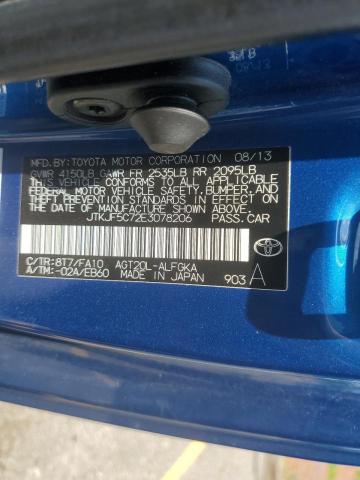 MFD.BY:TOYOTA MOTOR CORPORATION 08/13
GVWR 4150LB GAWR FR 2535LB RR 2095LB
THIS VEHICLE CONFORMS TO ALL APPLICABLE
FEDERAL MOTOR VEHICLE SAFETY, BUMPER, AND
THEFT PREVENTION STANDARDS IN EFFECT ON
THE DATE OF MANUFACTURE SHOWN ABOVE.
JTKJF5C72E3078206 PASS.CAR
C/TR:8T7/FA10 AGT20L-ALFGKA
A/TM:-02A/EB60 MADE IN JAPAN 903 A